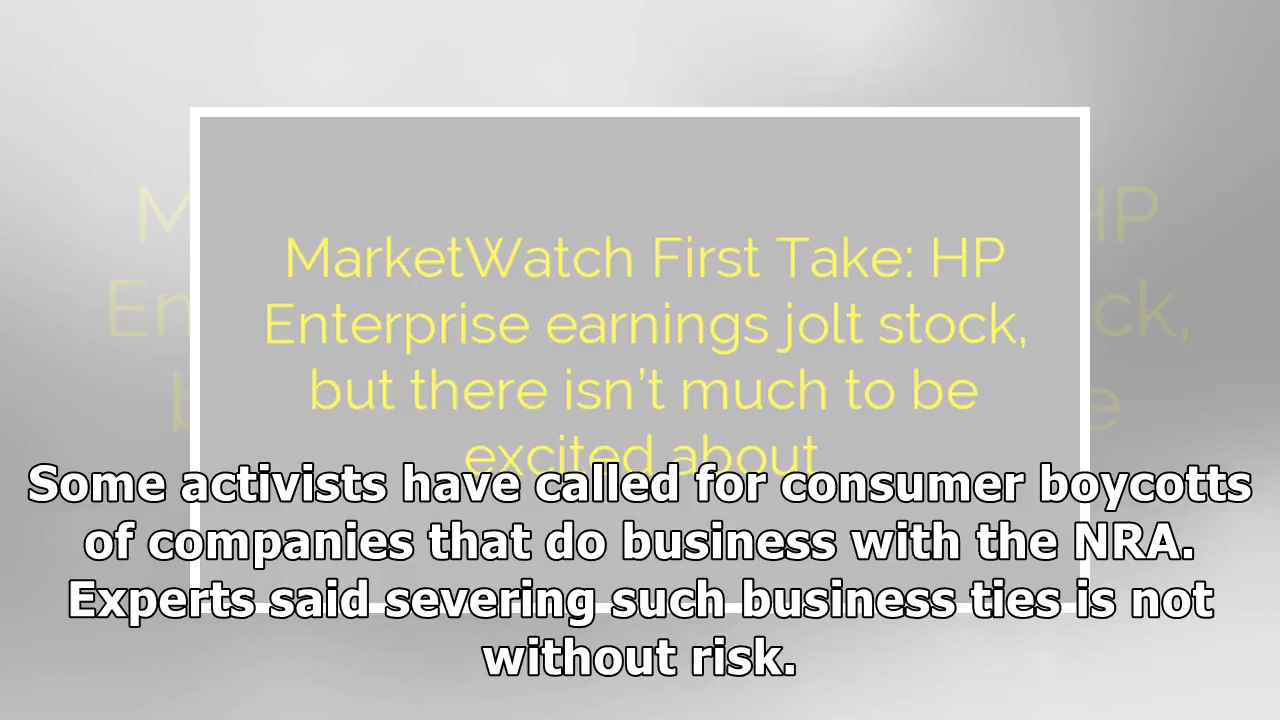 MarketWatch First Take: HP
Enterprise earnings jolt stock,
but there isn’t much to be
excited about
Some activists have called for consumer boycotts
of companies that do business with the NRA.
Experts said severing such business ties is not
without risk.